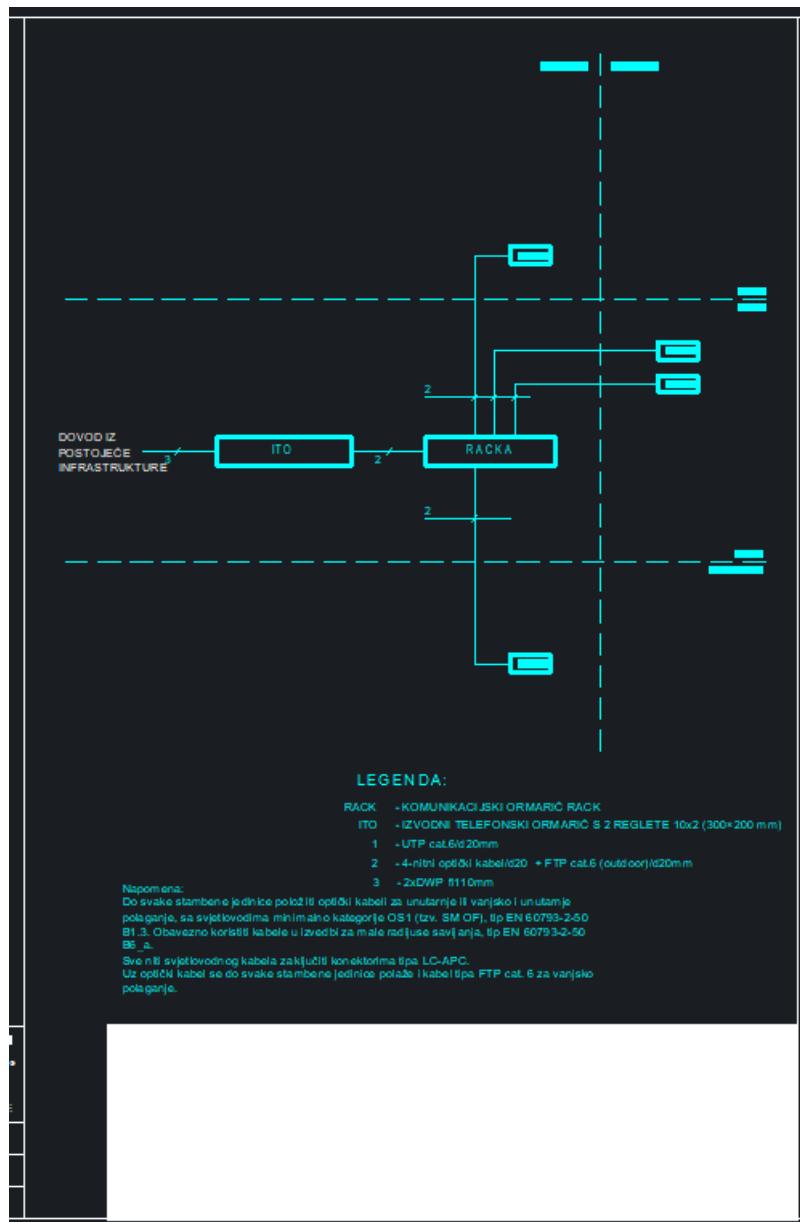 2
DOVOD IZ
POSTOJEČE
INFRASTRUKTURE
3
ITO
2
RACKA
2
LEGENDA:
RACK - KOMUNIKACIJSKI ORMARIĆ RACK
ITO - IZVODNI TELEFONSKI ORMARIĆ S 2 REGLETE 10x2 (300×200 mm)
1 - UTP cat.6/d20mm
2 - 4-nitni optički kabel/d20 + FTP cat.6 (outdoor)/d20mm
3 - 2xDWP fi110mm
Napomena:
Do svake stambene jedinice položiti optički kabeli za unutarnje ili vanjsko i unutarnje
polaganje, sa svjetlovodima minimalno kategorije OS1 (tzv. SM OF), tip EN 60793-2-50
B1.3. Obavezno koristiti kabele u izvedbi za male radijuse savijanja, tip EN 60793-2-50
B6_a.
Sve niti svjetlovodnog kabela zaključiti konektorima tipa LC-APC.
Uz optički kabel se do svake stambene jedinice polaže i kabel tipa FTP cat. 6 za vanjsko
polaganje.